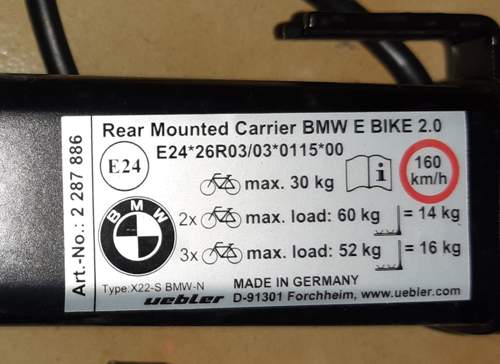 Art.-No.: 2 287 886
Rear Mounted Carrier BMW E BIKE 2.0
E24
E24*26R03/03*0115*00
160
km/h
max. 30 kg
i
BMW
2x max. load: 60 kg = 14 kg
3x max. load: 52 kg = 16 kg
Type:X22-S BMW-N
MADE IN GERMANY
uebler
D-91301 Forchheim, www.uebler.com